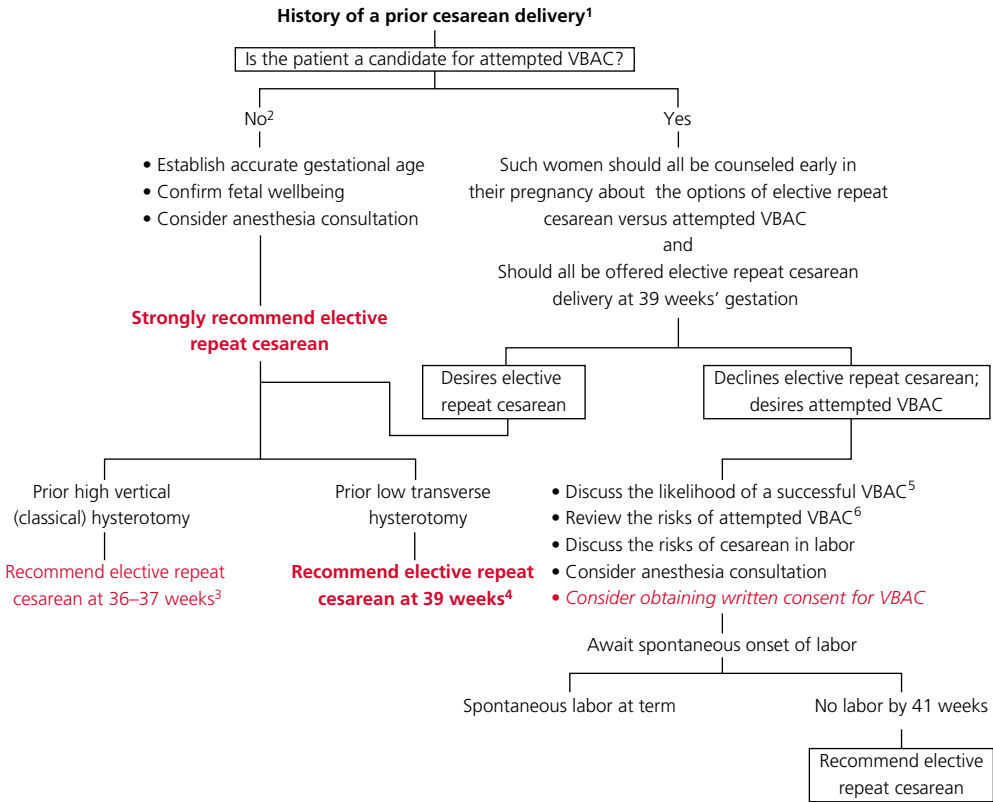 History of a prior cesarean delivery¹
Is the patient a candidate for attempted VBAC?
No²
• Establish accurate gestational age
• Confirm fetal wellbeing
• Consider anesthesia consultation
Strongly recommend elective
repeat cesarean
Yes
Such women should all be counseled early in
their pregnancy about the options of elective repeat
cesarean versus attempted VBAC
and
Should all be offered elective repeat cesarean
delivery at 39 weeks’ gestation
Desires elective
repeat cesarean
Declines elective repeat cesarean;
desires attempted VBAC
Prior high vertical
(classical) hysterotomy
Recommend elective repeat
cesarean at 36–37 weeks³
Prior low transverse
hysterotomy
Recommend elective repeat
cesarean at 39 weeks⁴
• Discuss the likelihood of a successful VBAC⁵
• Review the risks of attempted VBAC⁶
• Discuss the risks of cesarean in labor
• Consider anesthesia consultation
• Consider obtaining written consent for VBAC
Await spontaneous onset of labor
Spontaneous labor at term
No labor by 41 weeks
Recommend elective
repeat cesarean